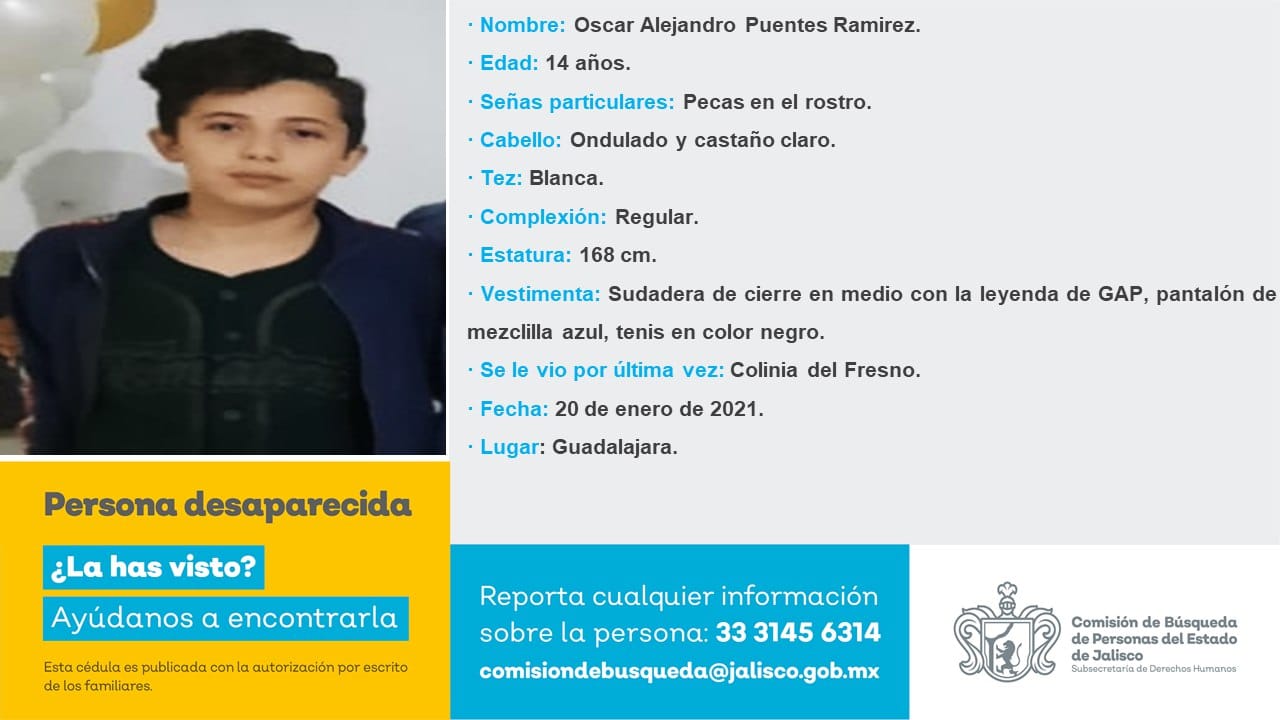 · Nombre: Oscar Alejandro Puentes Ramirez.
· Edad: 14 años.
· Señas particulares: Pecas en el rostro.
· Cabello: Ondulado y castaño claro.
· Tez: Blanca.
· Complexión: Regular.
· Estatura: 168 cm.
· Vestimenta: Sudadera de cierre en medio con la leyenda de GAP, pantalón de
mezclilla azul, tenis en color negro.
· Se le vio por última vez: Colinia del Fresno.
· Fecha: 20 de enero de 2021.
· Lugar: Guadalajara.
Persona desaparecida
¿La has visto?
Ayúdanos a encontrarla
Esta cédula es publicada con la autorización por escrito
de los familiares.
Reporta cualquier información
sobre la persona: 33 3145 6314
comisiondebusqueda@jalisco.gob.mx
Comisión de Búsqueda
de Personas del Estado
de Jalisco
Subsecretaría de Derechos Humanos